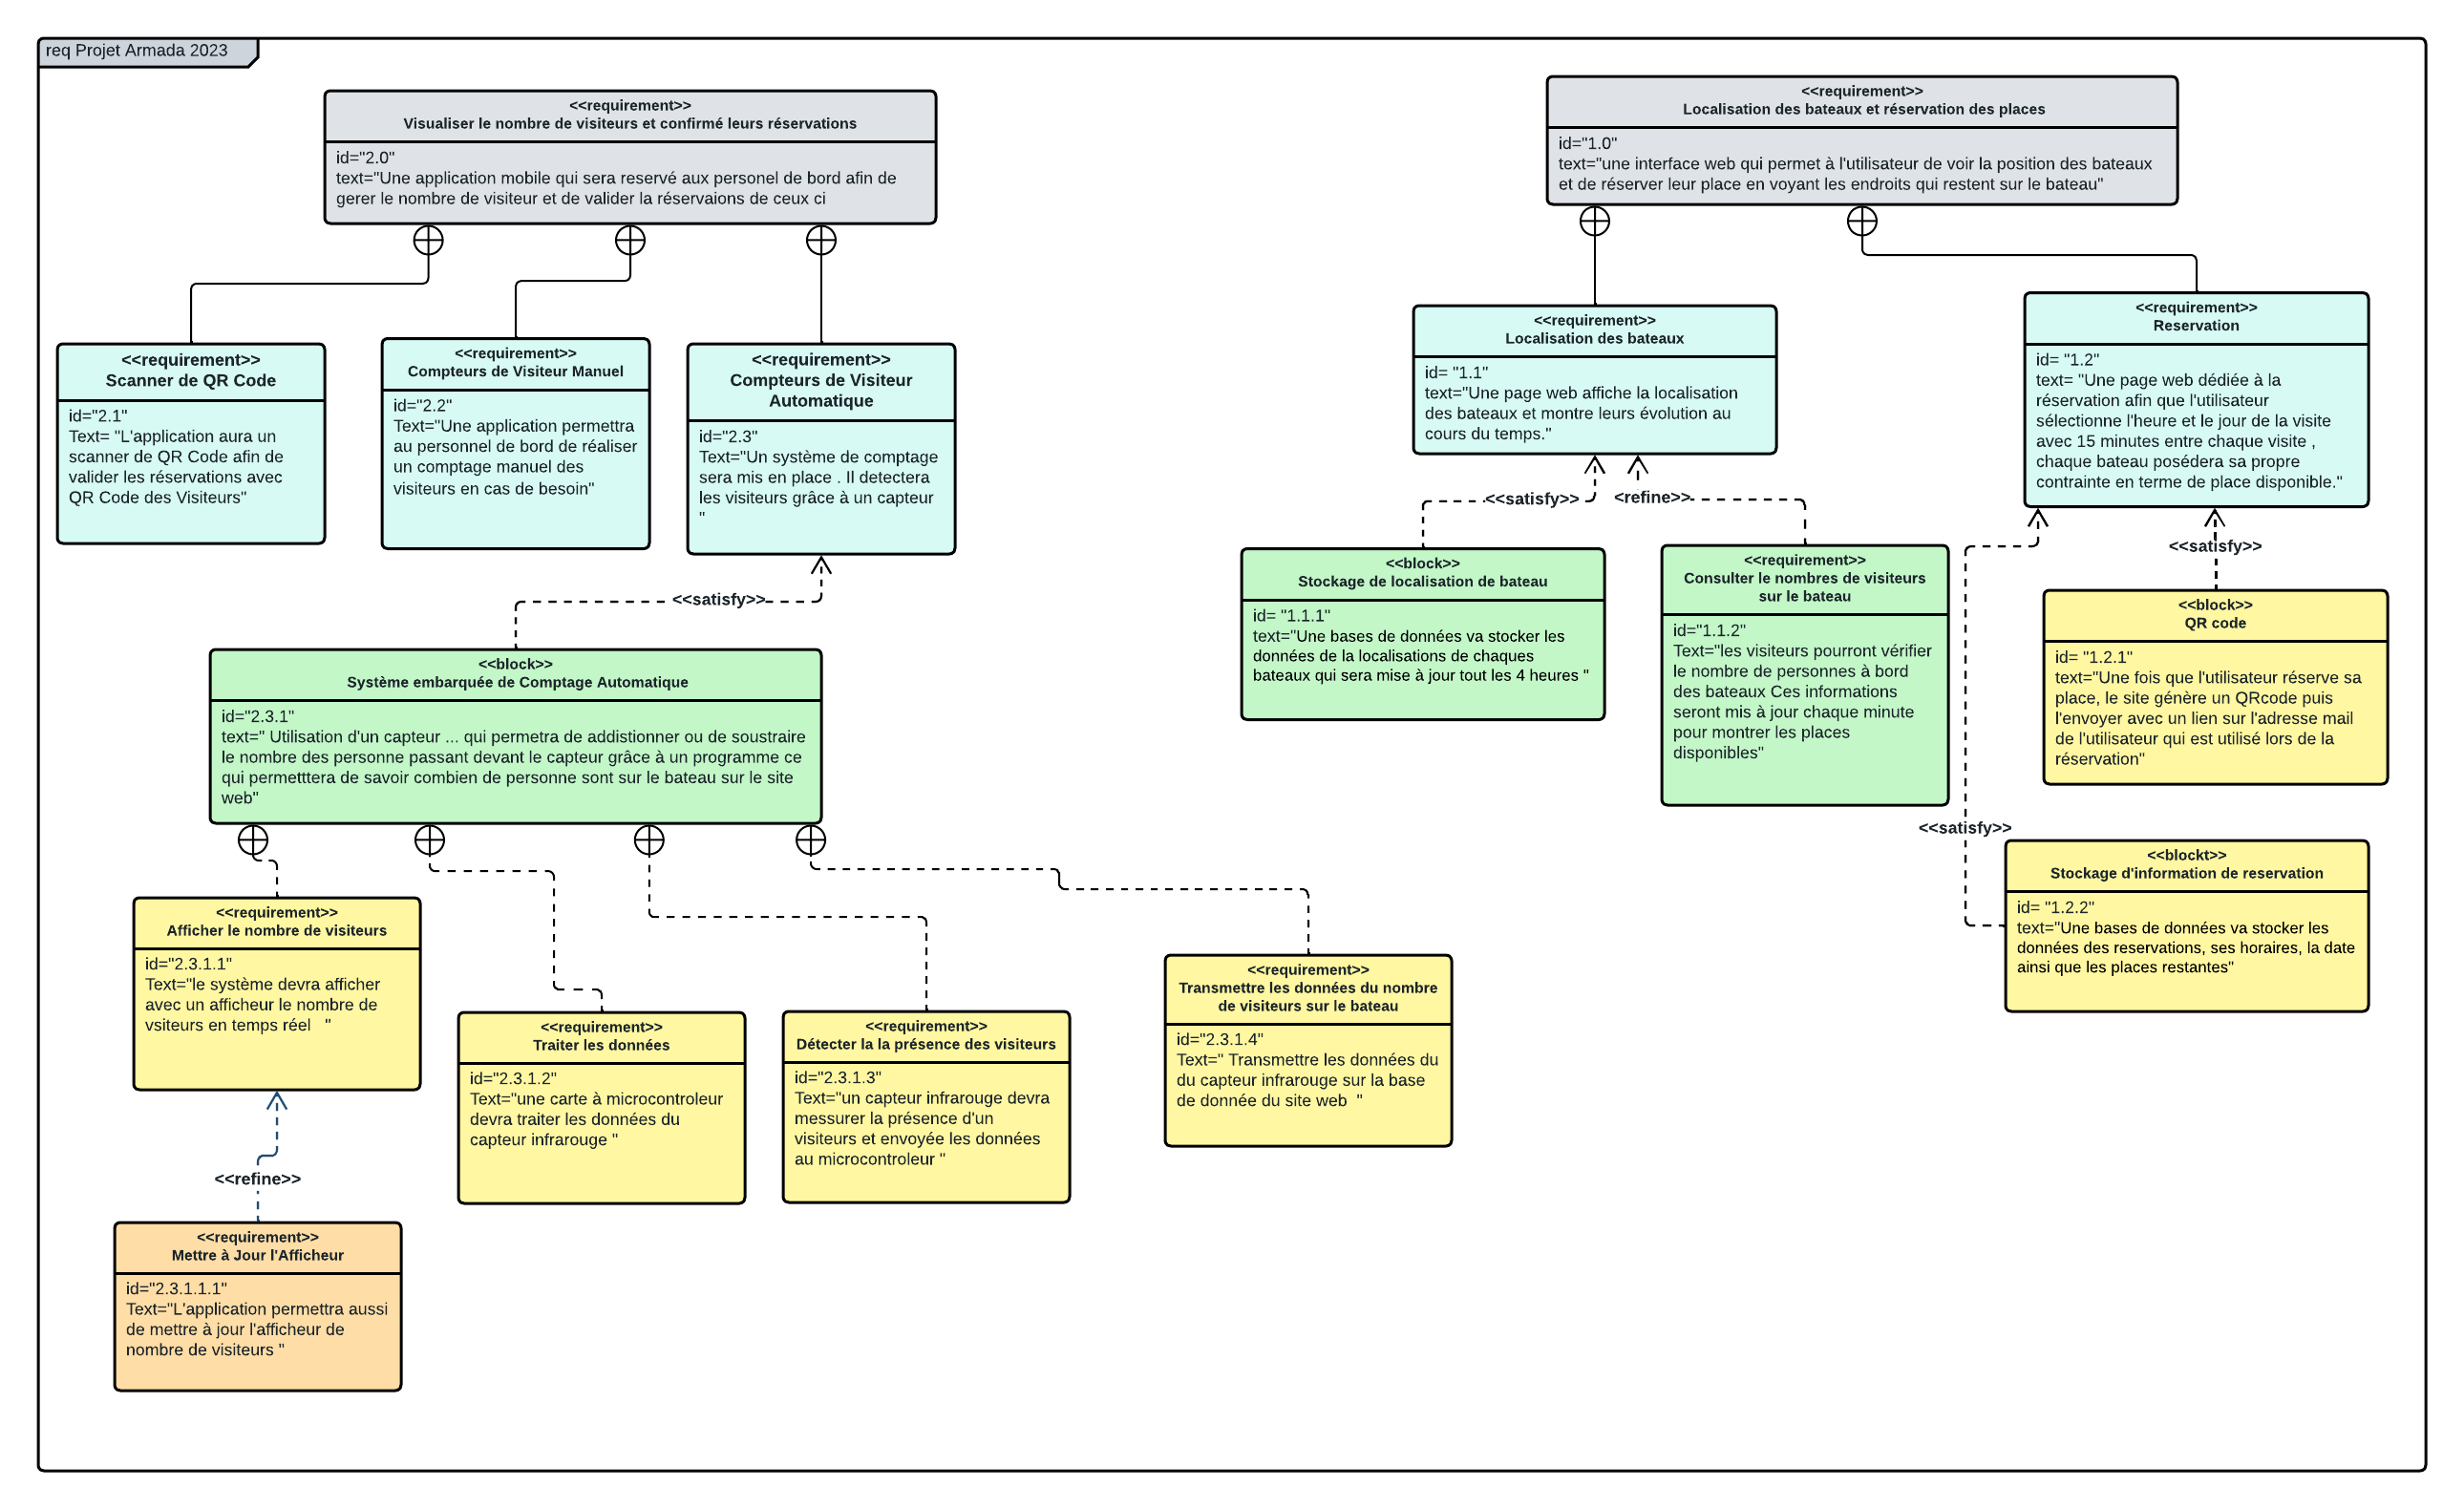 req Projet Armada 2023
<<requirement>>
Visualiser le nombre de visiteurs et confirmé leurs réservations
id="2.0"
text="Une application mobile qui sera reservé aux personel de bord afin de
gerer le nombre de visiteur et de valider la réservaions de ceux ci
<<requirement>>
Localisation des bateaux et réservation des places
id="1.0"
text="une interface web qui permet à l'utilisateur de voir la position des bateaux
et de réserver leur place en voyant les endroits qui restent sur le bateau"
<<requirement>>
Scanner de QR Code
id="2.1"
Text= "L'application aura un
scanner de QR Code afin de
valider les réservations avec
QR Code des Visiteurs"
<<requirement>>
Compteurs de Visiteur Manuel
id="2.2"
Text="Une application permettra
au personnel de bord de réaliser
un comptage manuel des
visiteurs en cas de besoin"
<<requirement>>
Compteurs de Visiteur
Automatique
id="2.3"
Text="Un système de comptage
sera mis en place . Il detectera
les visiteurs grâce à un capteur
"
<<requirement>>
Localisation des bateaux
id= "1.1"
text="Une page web affiche la localisation
des bateaux et montre leurs évolution au
cours du temps."
<<requirement>>
Reservation
id= "1.2"
text= "Une page web dédiée à la
réservation afin que l'utilisateur
sélectionne l'heure et le jour de la visite
avec 15 minutes entre chaque visite ,
chaque bateau posédera sa propre
contrainte en terme de place disponible."
<<satisfy>>
<<satisfy>>
<refine>>
<<satisfy>>
<<block>>
Système embarquée de Comptage Automatique
id="2.3.1"
text=" Utilisation d'un capteur ... qui permetra de addistionner ou de soustraire
le nombre des personne passant devant le capteur grâce à un programme ce
qui permetttera de savoir combien de personne sont sur le bateau sur le site
web"
<<block>>
Stockage de localisation de bateau
id= "1.1.1"
text="Une bases de données va stocker les
données de la localisations de chaques
bateaux qui sera mise à jour tout les 4 heures "
<<requirement>>
Consulter le nombres de visiteurs
sur le bateau
id="1.1.2"
Text="les visiteurs pourront vérifier
le nombre de personnes à bord
des bateaux Ces informations
seront mis à jour chaque minute
pour montrer les places
disponibles"
<<block>>
QR code
id= "1.2.1"
text="Une fois que l'utilisateur réserve sa
place, le site génère un QRcode puis
l'envoyer avec un lien sur l'adresse mail
de l'utilisateur qui est utilisé lors de la
réservation"
<<satisfy>>
<<blockt>>
Stockage d'information de reservation
id= "1.2.2"
text="Une bases de données va stocker les
données des reservations, ses horaires, la date
ainsi que les places restantes"
<<requirement>>
Afficher le nombre de visiteurs
id="2.3.1.1"
Text="le système devra afficher
avec un afficheur le nombre de
vsiteurs en temps réel "
<<requirement>>
Traiter les données
id="2.3.1.2"
Text="une carte à microcontroleur
devra traiter les données du
capteur infrarouge "
<<requirement>>
Détecter la la présence des visiteurs
id="2.3.1.3"
Text="un capteur infrarouge devra
messurer la présence d'un
visiteurs et envoyée les données
au microcontroleur "
<<requirement>>
Transmettre les données du nombre
de visiteurs sur le bateau
id="2.3.1.4"
Text=" Transmettre les données du
du capteur infrarouge sur la base
de donnée du site web "
<<refine>>
<<requirement>>
Mettre à Jour l'Afficheur
id="2.3.1.1.1"
Text="L'application permettra aussi
de mettre à jour l'afficheur de
nombre de visiteurs "